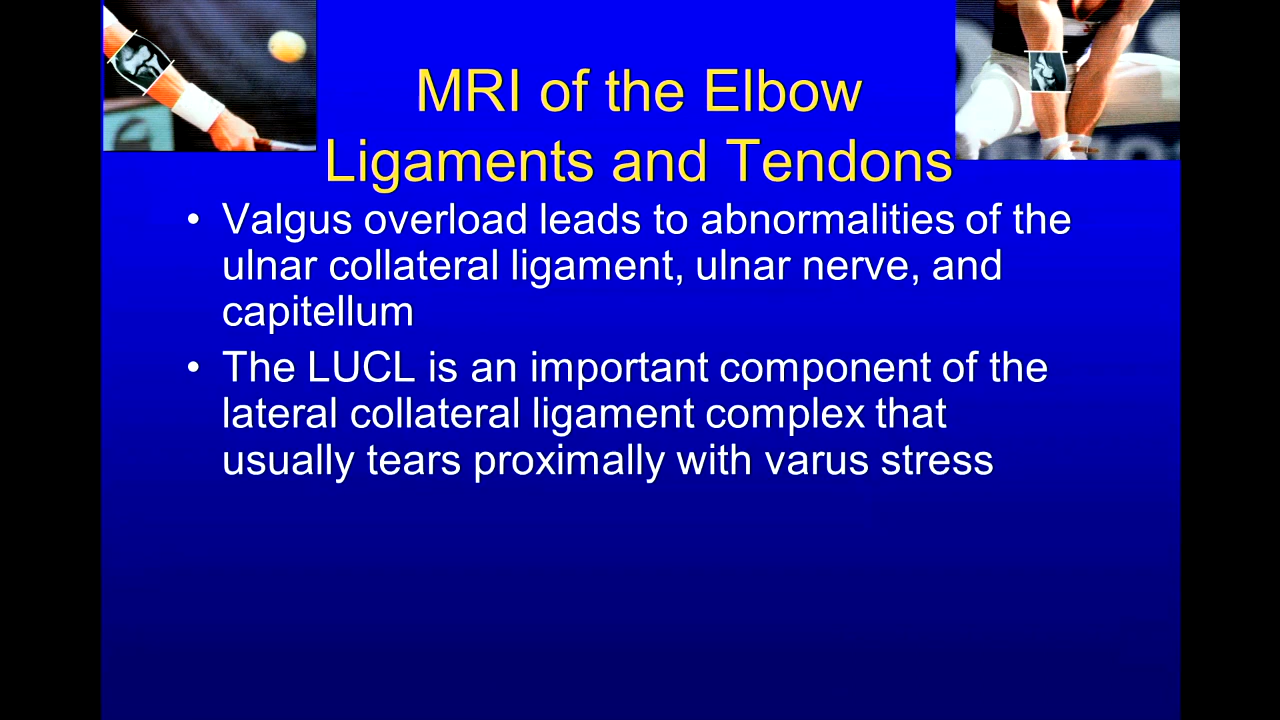 MRI of the Elbow
Ligaments and Tendons
• Valgus overload leads to abnormalities of the
ulnar collateral ligament, ulnar nerve, and
capitellum
• The LUCL is an important component of the
lateral collateral ligament complex that
usually tears proximally with varus stress